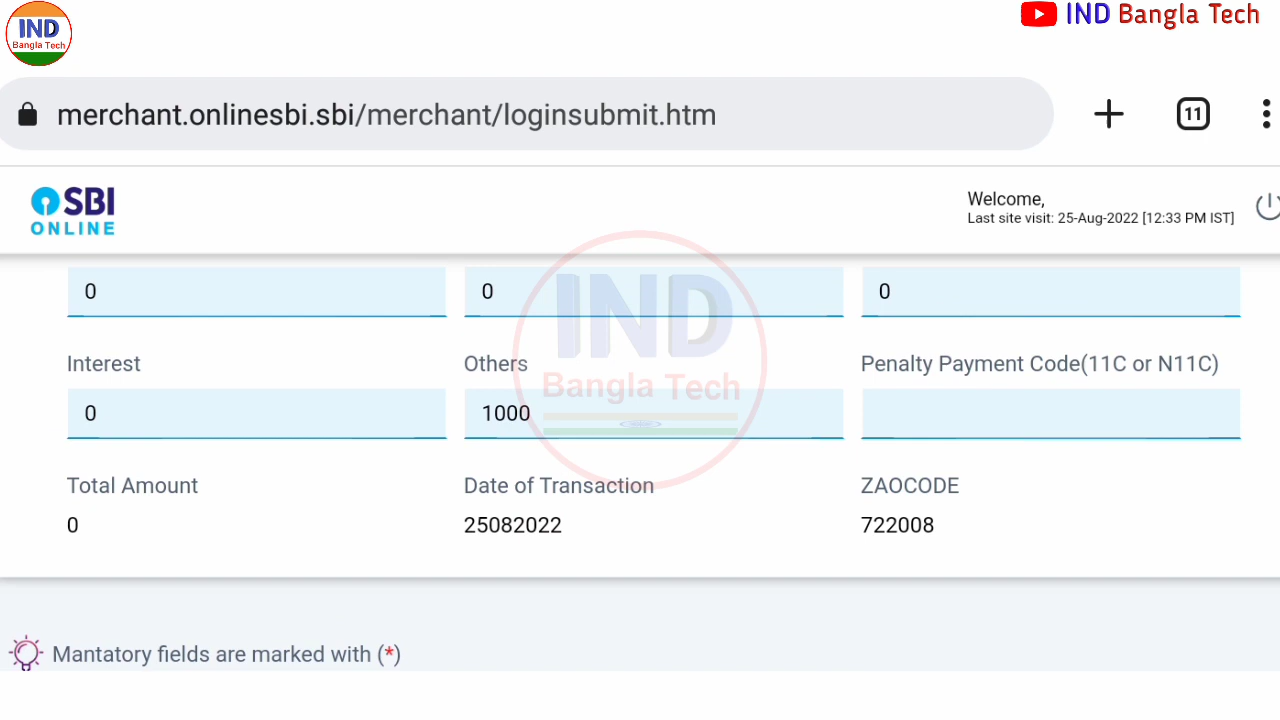 IND
Bangla Tech
IND Bangla Tech
merchant.onlinesbi.sbi/merchant/loginsubmit.htm
11
SBI
ONLINE
Welcome,
Last site visit: 25-Aug-2022 [12:33 PM IST]
0 0 0
IND
Bangla Tech
Interest Others Penalty Payment Code(11C or N11C)
0 1000
Total Amount Date of Transaction ZAOCODE
0 25082022 722008
Mantatory fields are marked with (*)